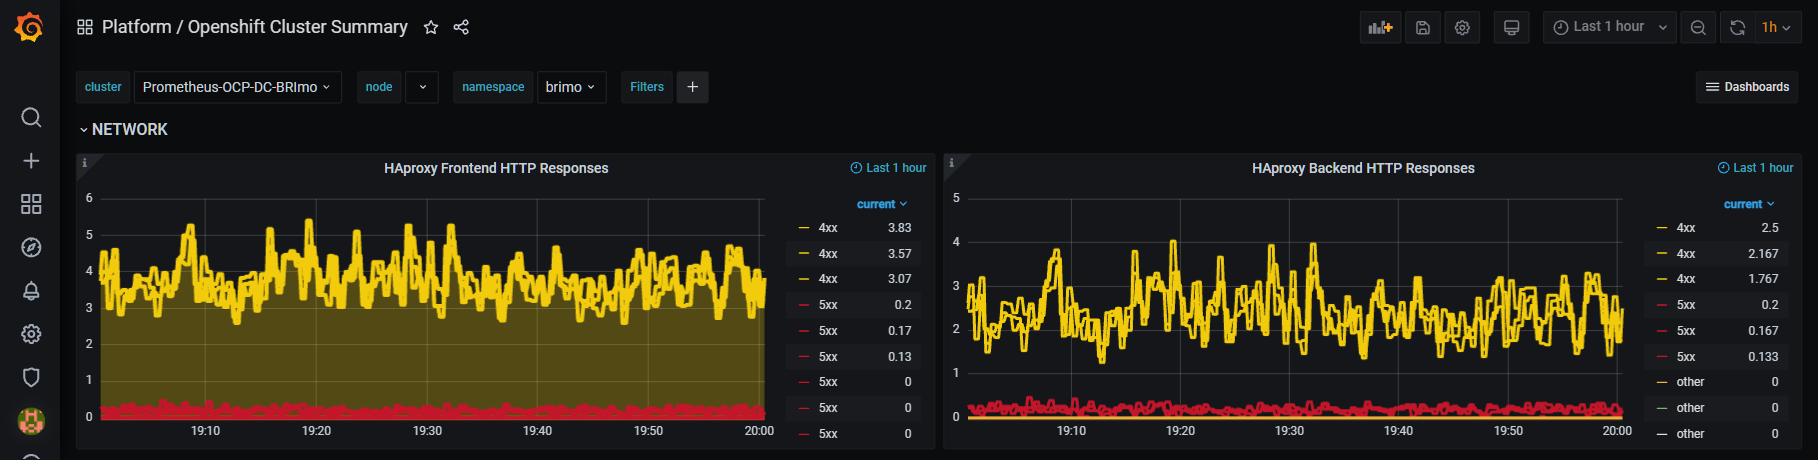 Platform / Openshift Cluster Summary
Last 1 hour
1h
cluster Prometheus-OCP-DC-BRImo node namespace brimo Filters +
Dashboards
NETWORK
HAproxy Frontend HTTP Responses
Last 1 hour
6
5
4
3
2
1
0
19:10 19:20 19:30 19:40 19:50 20:00
current
4xx 3.83
4xx 3.57
4xx 3.07
5xx 0.2
5xx 0.17
5xx 0.13
5xx 0
5xx 0
5xx 0
HAproxy Backend HTTP Responses
Last 1 hour
5
4
3
2
1
0
19:10 19:20 19:30 19:40 19:50 20:00
current
4xx 2.5
4xx 2.167
4xx 1.767
5xx 0.2
5xx 0.167
5xx 0.133
other 0
other 0
other 0